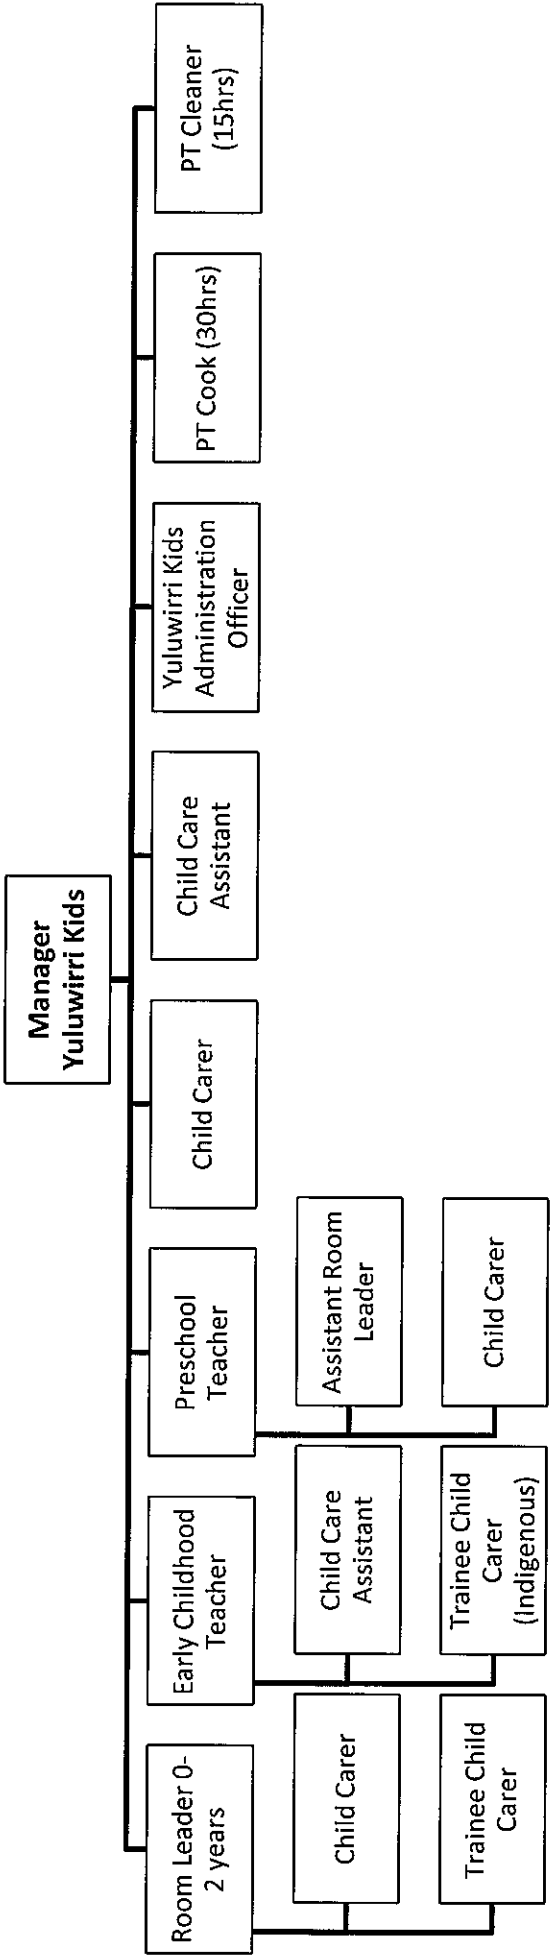 Manager
Yuluwirri Kids
Room Leader 0-
2 years
Early Childhood
Teacher
Preschool
Teacher
Child Carer
Child Care
Assistant
Yuluwirri Kids
Administration
Officer
PT Cook (30hrs)
PT Cleaner
(15hrs)
Child Carer
Child Care
Assistant
Assistant Room
Leader
Trainee Child
Carer
Trainee Child
Carer
(Indigenous)
Child Carer